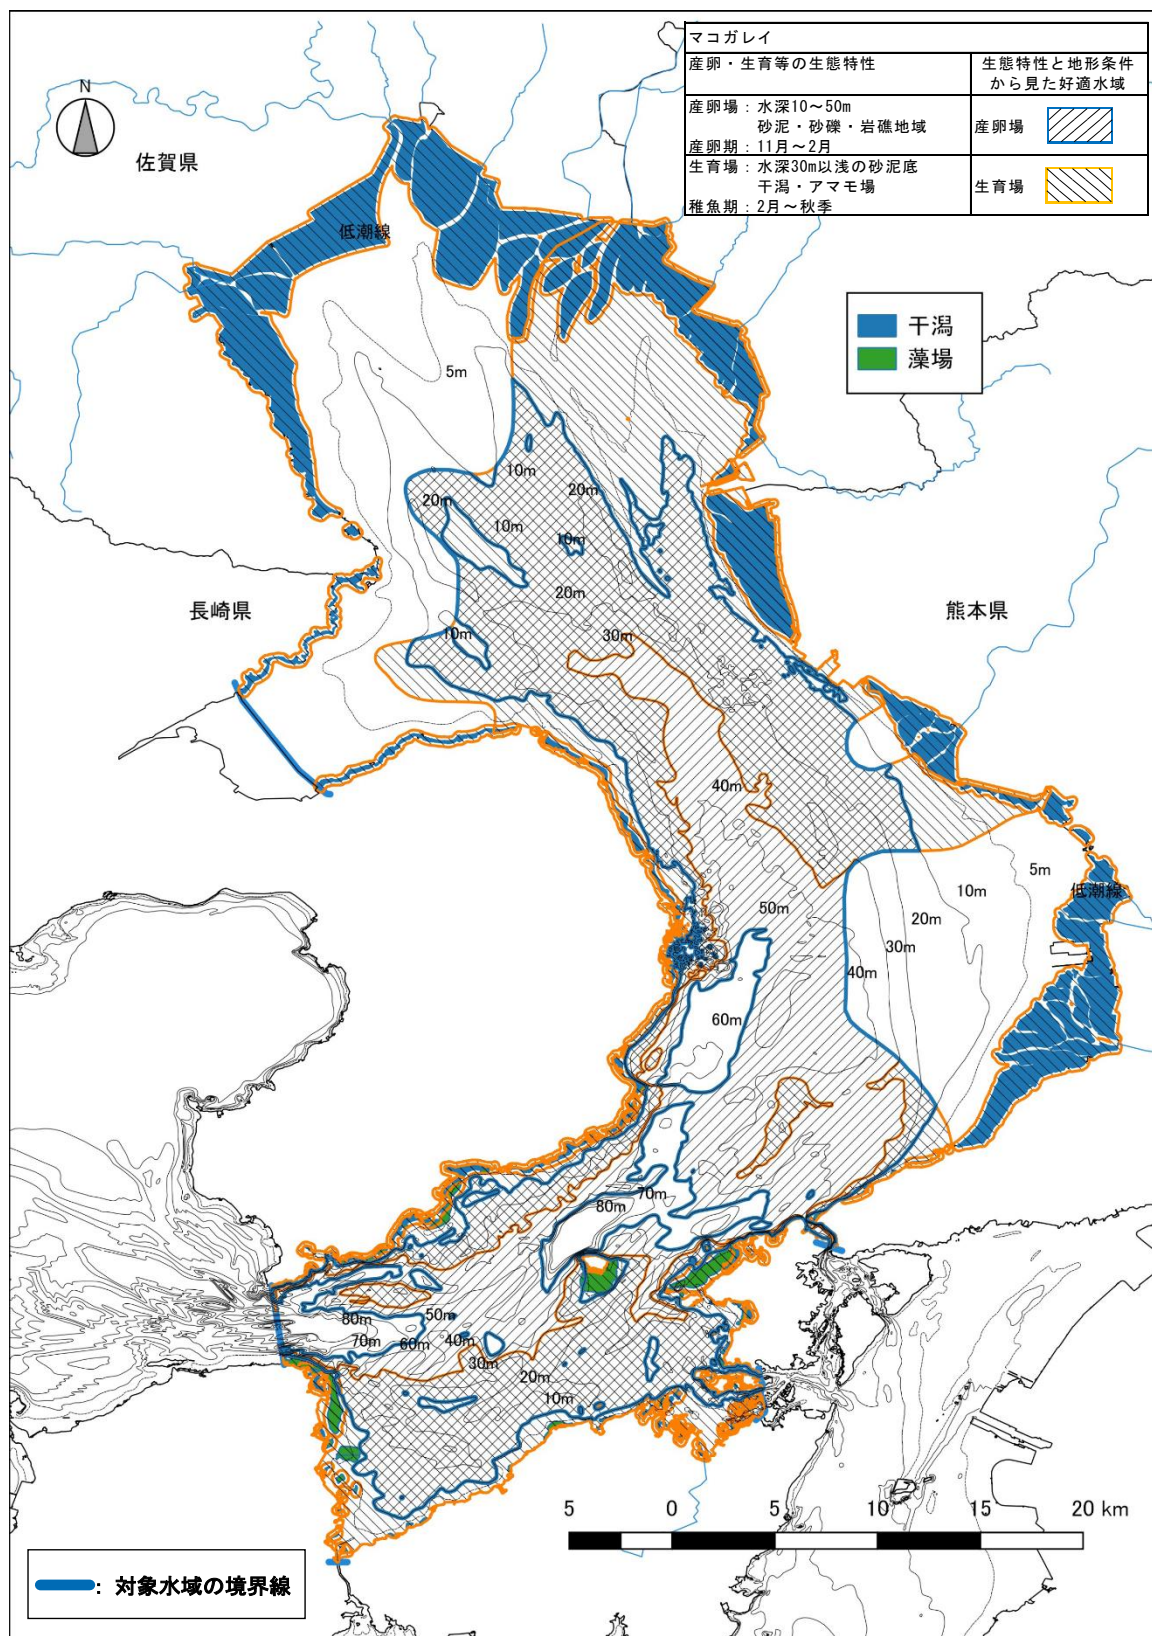 マコガレイ
産卵・生育等の生態特性
生態特性と地形条件
から見た好適水域
産卵場：水深10～50m
砂泥・砂礫・岩礁地域
産卵期：11月～2月
産卵場
生育場：水深30m以浅の砂泥底
干潟・アマモ場
稚魚期：2月～秋季
生育場
N
佐賀県
低潮線
干潟
藻場
5m
10m
20m
20m
10m
10m
20m
長崎県
熊本県
10m
30m
40m
5m
10m
低潮線
50m
20m
30m
40m
60m
70m
80m
80m
50m
70m
60m
40m
30m
20m
10m
5 0 5 10 15 20 km
：対象水域の境界線